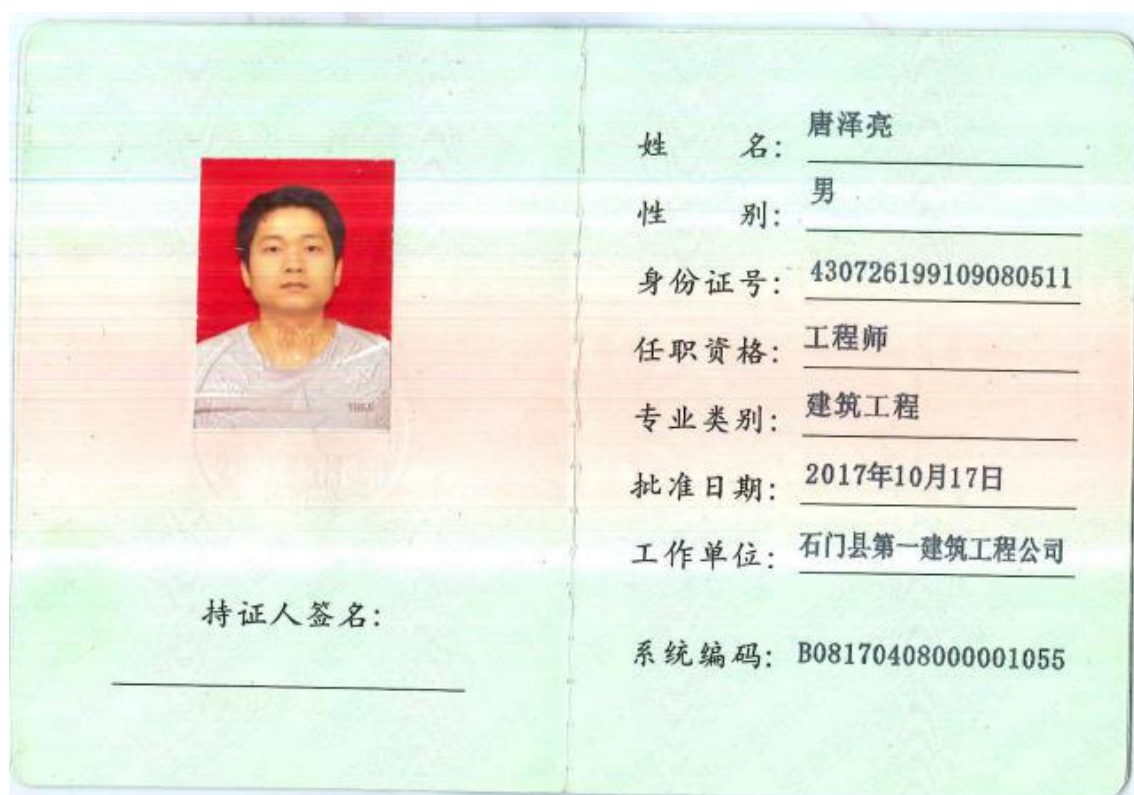 姓 名: 唐泽亮
性 别: 男
身份证号: 430726199109080511
任职资格: 工程师
专业类别: 建筑工程
批准日期: 2017年10月17日
工作单位: 石门县第一建筑工程公司
持证人签名:
系统编码: B08170408000001055